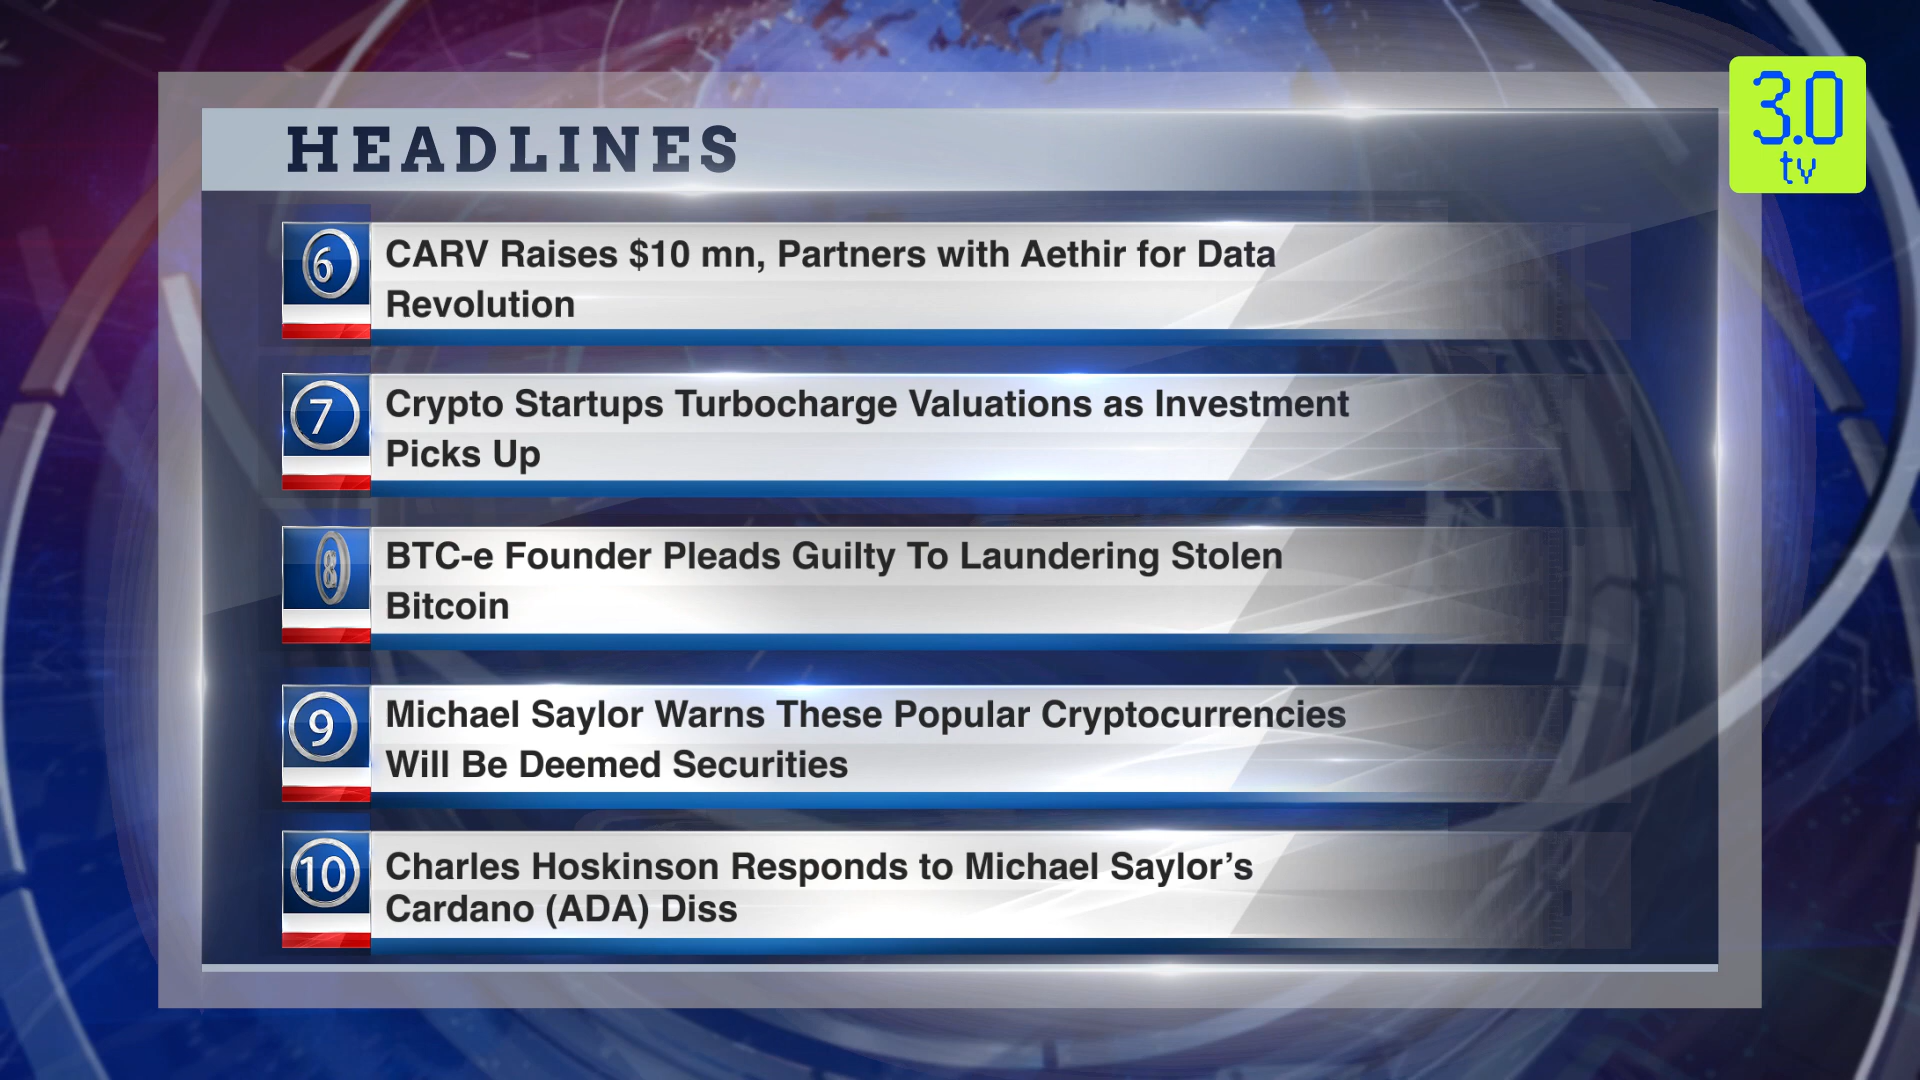 HEADLINES
3.0
tv
6
CARV Raises $10 mn, Partners with Aethir for Data
Revolution
7
Crypto Startups Turbocharge Valuations as Investment
Picks Up
8
BTC-e Founder Pleads Guilty To Laundering Stolen
Bitcoin
9
Michael Saylor Warns These Popular Cryptocurrencies
Will Be Deemed Securities
10
Charles Hoskinson Responds to Michael Saylor’s
Cardano (ADA) Diss